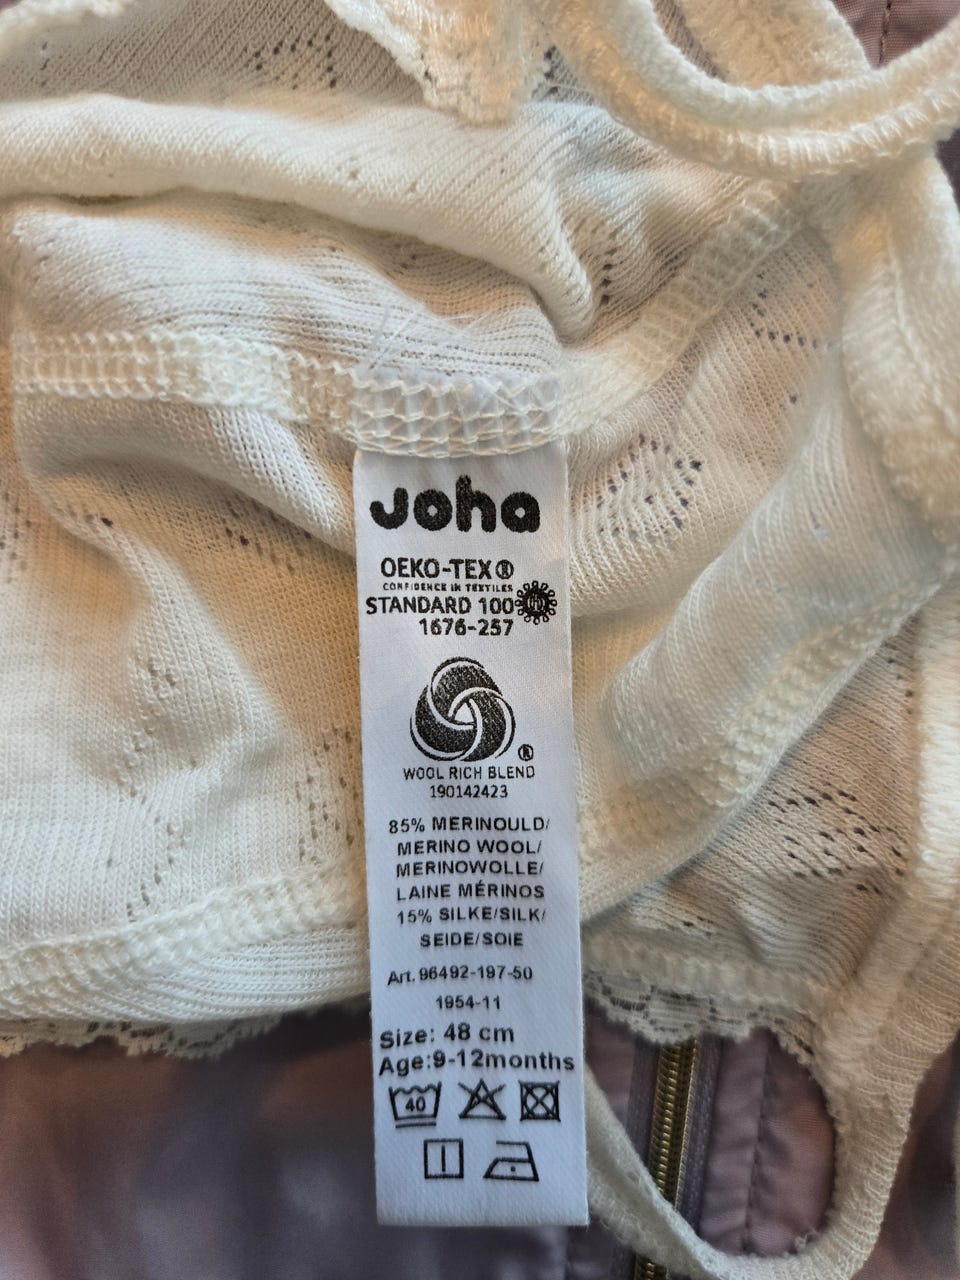 Joha
OEKO-TEX®
CONFIDENCE IN TEXTILES
STANDARD 100
1676-257
®
WOOL RICH BLEND
190142423
85% MERINOULD/
MERINO WOOL/
MERINOWOLLE/
LAINE MÉRINOS
15% SILKE/SILK/
SEIDE/SOIE
Art. 96492-197-50
1954-11
Size: 48 cm
Age:9-12months
40